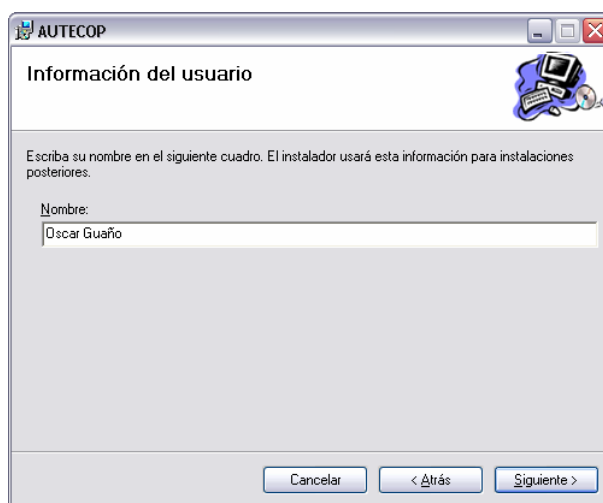 AUTECOP
Información del usuario
Escriba su nombre en el siguiente cuadro. El instalador usará esta información para instalaciones
posteriores.
Nombre:
Oscar Guaño
Cancelar
< Atrás
Siguiente >